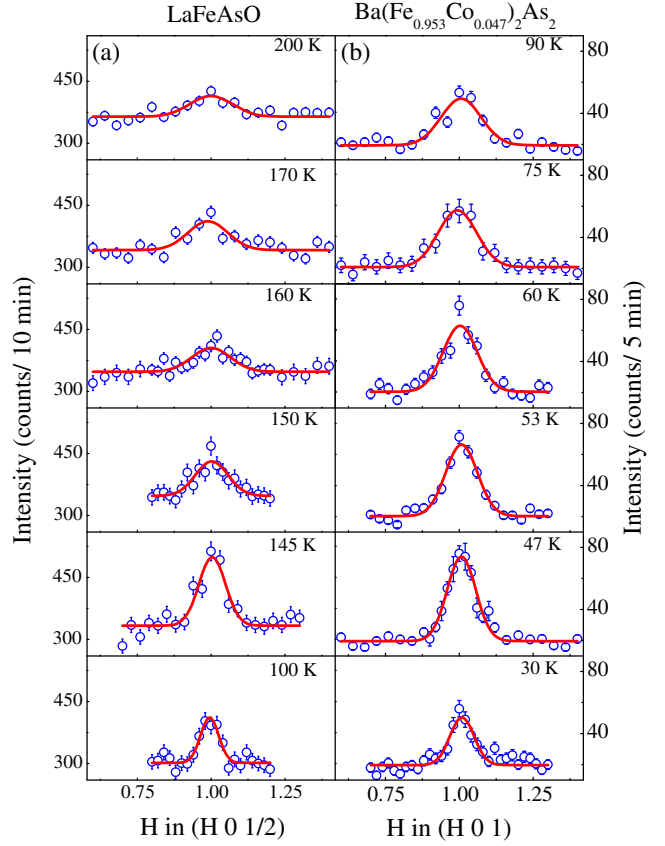 LaFeAsO
Ba(Fe0.953Co0.047)2As2
(a)
200 K
(b)
90 K
450
300
80
40
170 K
75 K
450
300
80
40
160 K
60 K
450
300
80
40
150 K
53 K
450
300
80
40
145 K
47 K
450
300
80
40
100 K
30 K
450
300
80
40
0.75
1.00
1.25
0.75
1.00
1.25
Intensity (counts/ 10 min)
Intensity (counts/ 5 min)
H in (H 0 1/2)
H in (H 0 1)